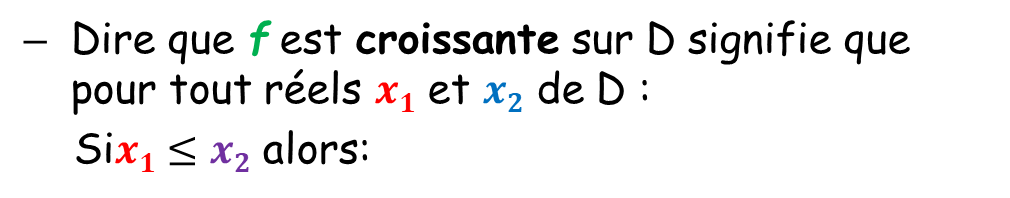 – Dire que f est croissante sur D signifie que
pour tout réels x₁ et x₂ de D :
Six₁ ≤ x₂ alors: